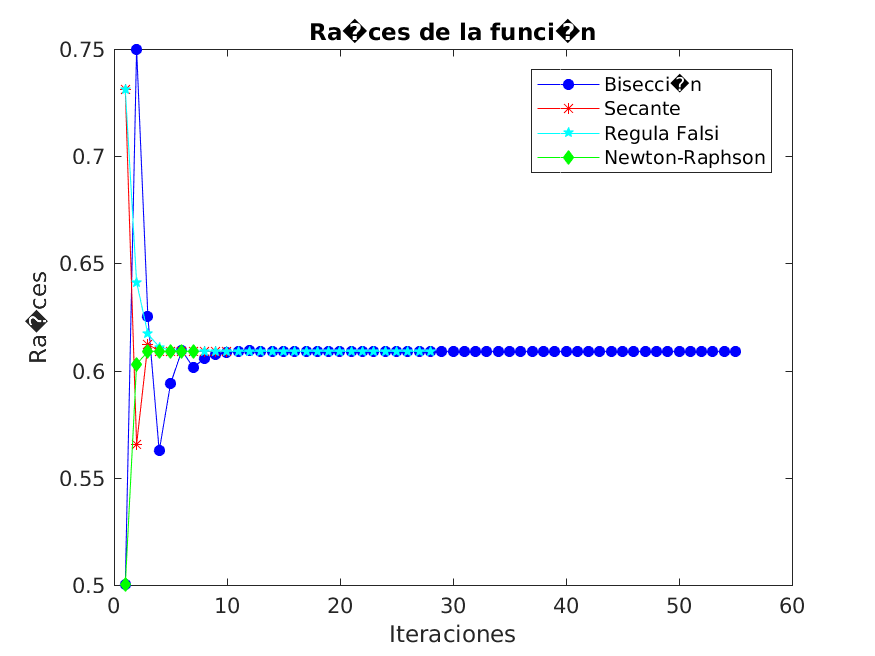 Ra�ces de la funci�n
Bisecci�n
Secante
Regula Falsi
Newton-Raphson
0.75
0.7
0.65
0.6
0.55
0.5
Ra�ces
0 10 20 30 40 50 60
Iteraciones